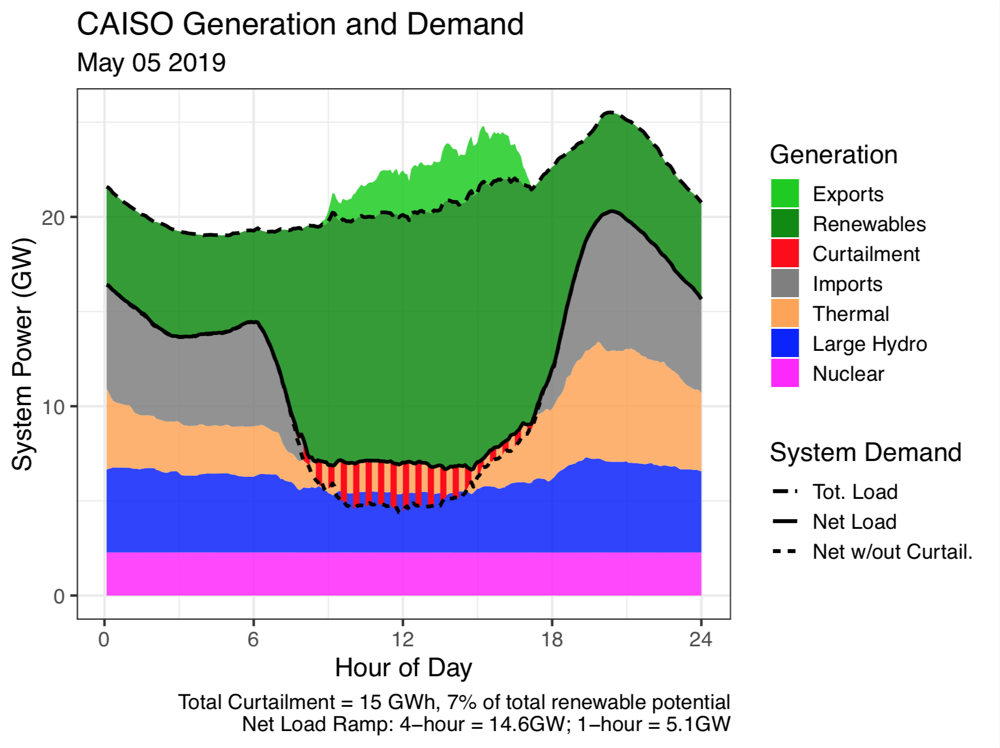 CAISO Generation and Demand
May 05 2019
System Power (GW)
20
10
0
0 6 12 18 24
Hour of Day
Total Curtailment = 15 GWh, 7% of total renewable potential
Net Load Ramp: 4−hour = 14.6GW; 1−hour = 5.1GW
Generation
Exports
Renewables
Curtailment
Imports
Thermal
Large Hydro
Nuclear
System Demand
Tot. Load
Net Load
Net w/out Curtail.